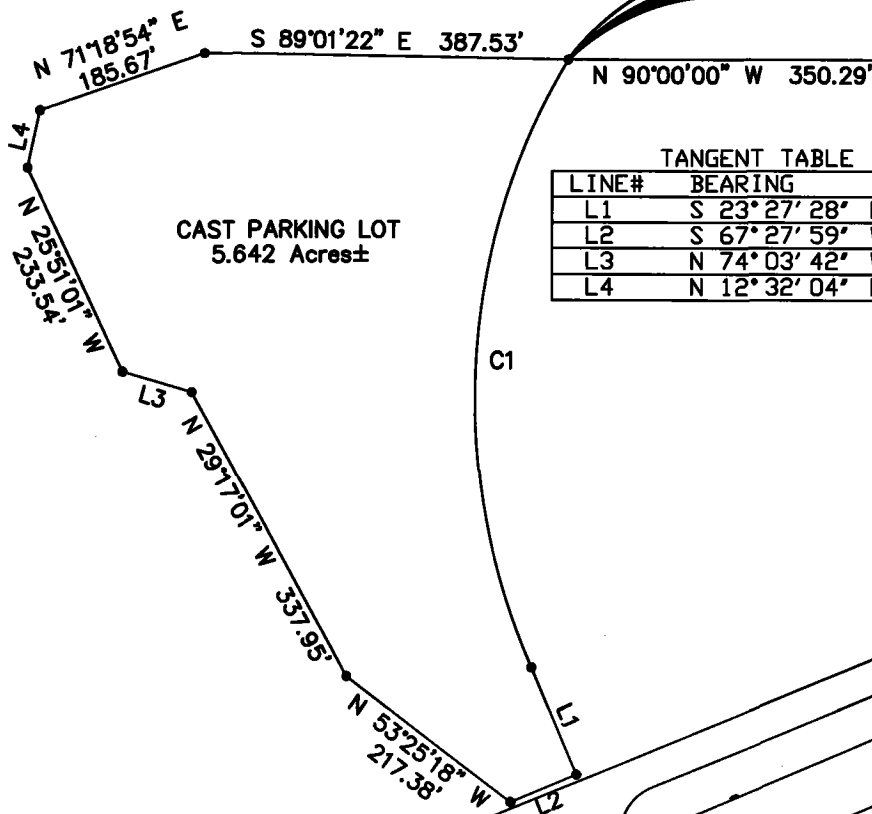 N 71°18'54" E
185.67'
S 89°01'22" E 387.53'
N 90°00'00" W 350.29'
L4
TANGENT TABLE
LINE# BEARING
L1 S 23°27'28"
L2 S 67°27'59"
L3 N 74°03'42"
L4 N 12°32'04"
CAST PARKING LOT
5.642 Acres±
N 25°51'01" W
233.54'
C1
L3
N 29°17'01" W 337.95'
L1
N 53°25'18" W
217.38'
L2